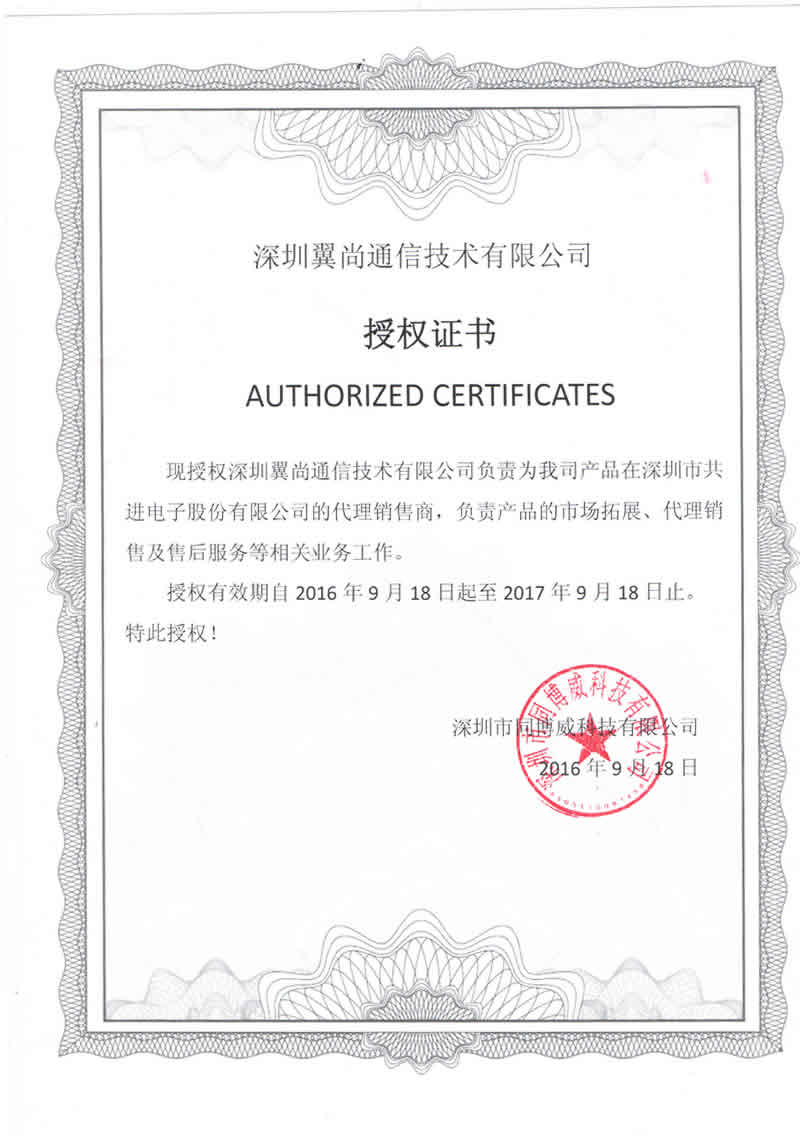 深圳翼尚通信技术有限公司
授权证书
AUTHORIZED CERTIFICATES
现授权深圳翼尚通信技术有限公司负责为我司产品在深圳市共
进电子股份有限公司的代理销售商，负责产品的市场拓展、代理销
售及售后服务等相关业务工作。
授权有效期自 2016 年 9 月 18 日起至 2017 年 9 月 18 日止。
特此授权！
深圳市同博威科技有限公司
深圳市同博威科技有限公司
2016 年 9 月 18 日